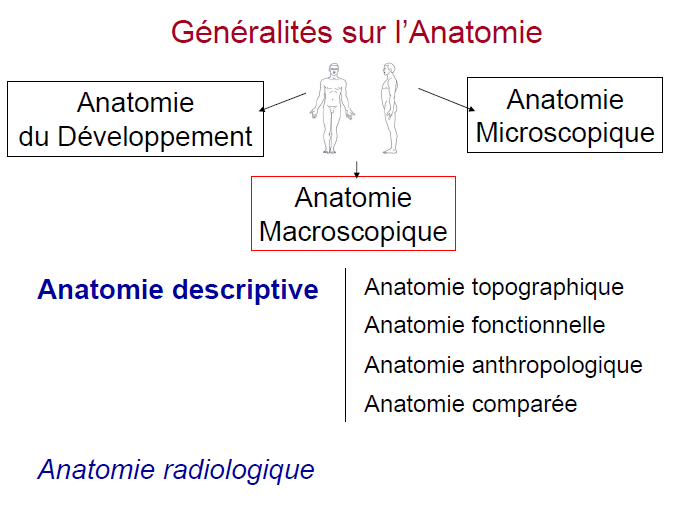 Généralités sur l’Anatomie
Anatomie
du Développement
Anatomie
Microscopique
Anatomie
Macroscopique
Anatomie descriptive
Anatomie topographique
Anatomie fonctionnelle
Anatomie anthropologique
Anatomie comparée
Anatomie radiologique